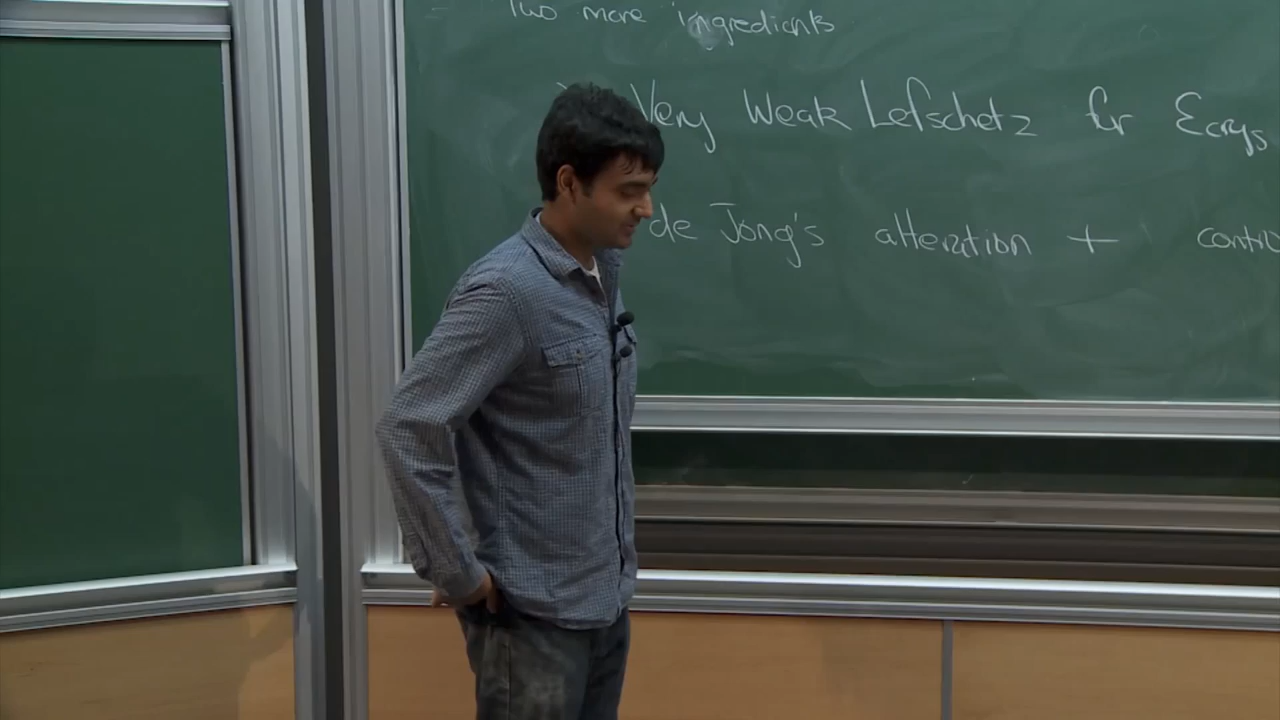 Two more ingredients
Very Weak Lefschetz for Ecrys
de Jong's alteration +